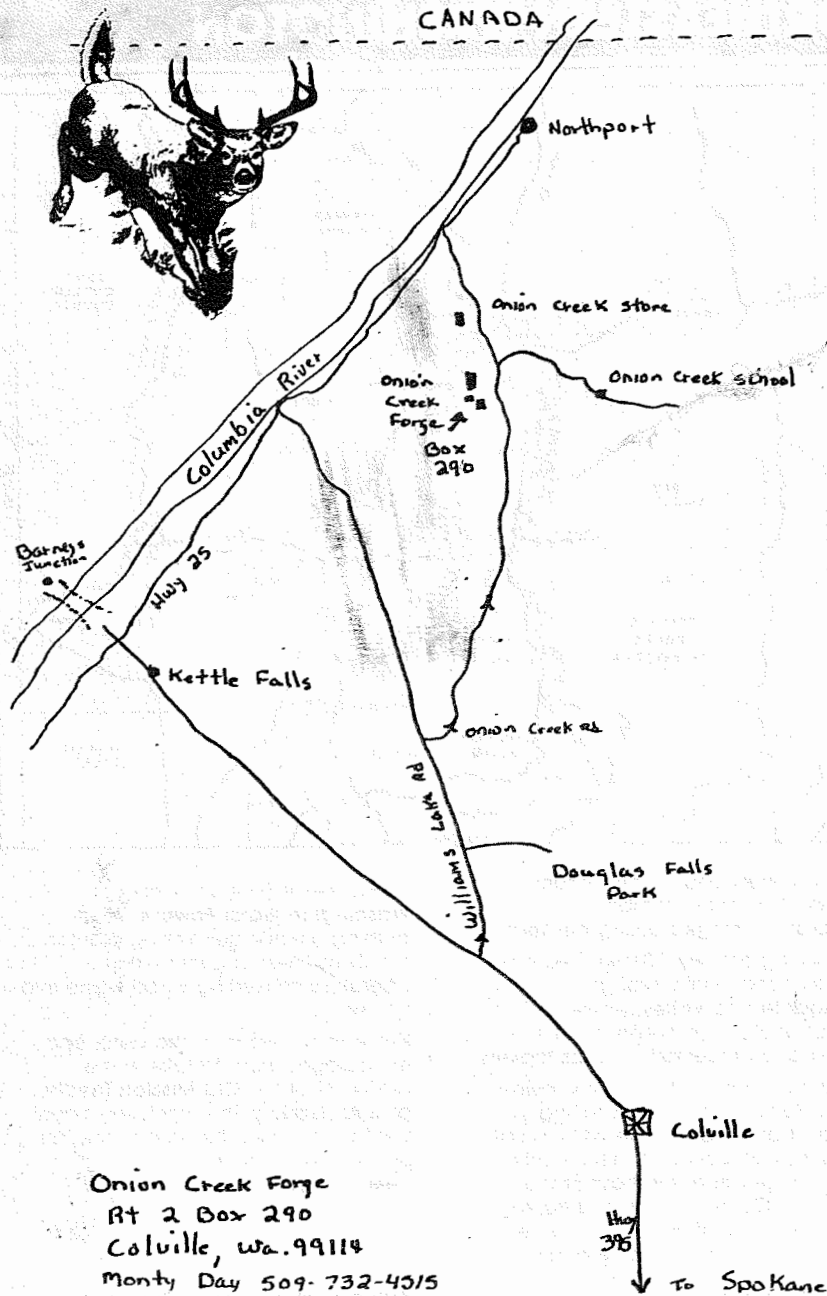 CANADA
Northport
Onion Creek Store
Onion Creek School
Onion
Creek
Forge
Box
290
Columbia River
Barneys
Junction
Hwy 25
Kettle Falls
Onion Creek Rd
Williams Lake Rd
Douglas Falls
Park
Colville
Hwy
395
To Spokane
Onion Creek Forge
Rt 2 Box 290
Colville, Wa. 99114
Monty Day 509-732-4315